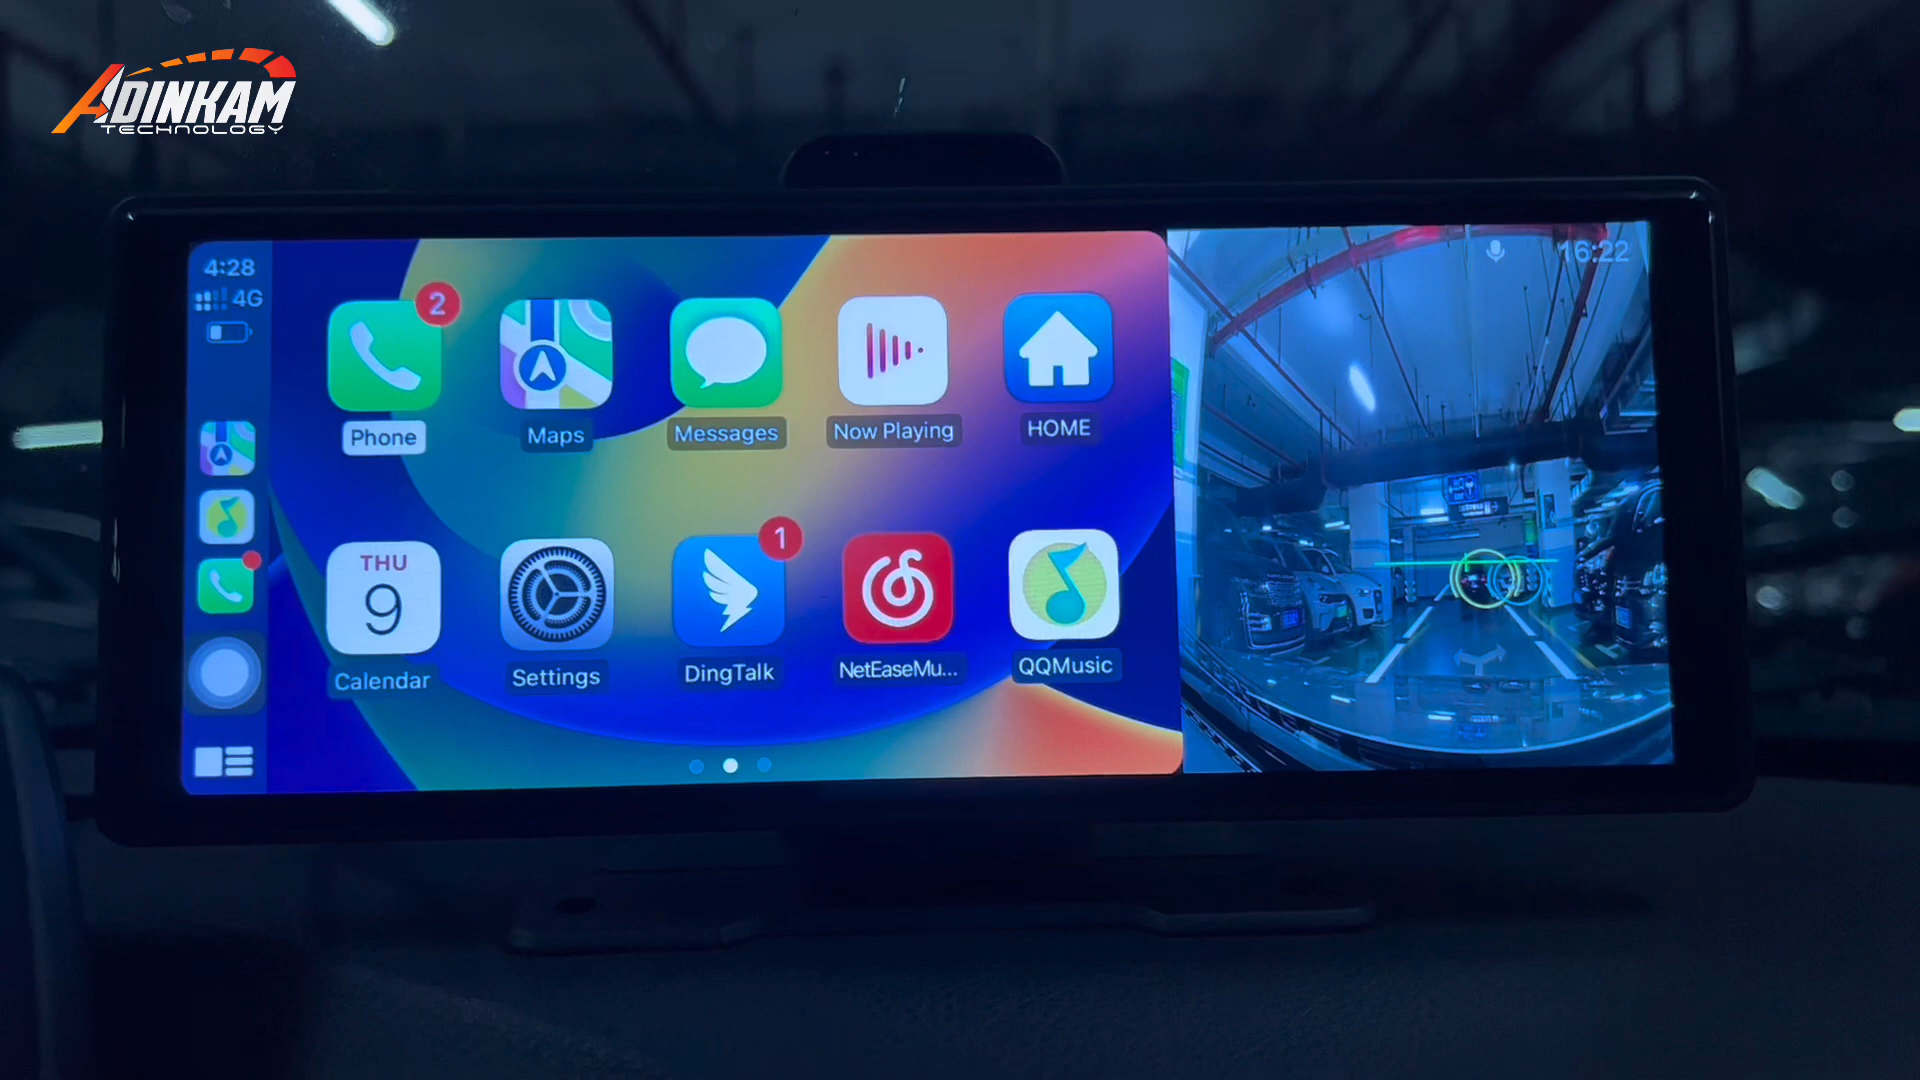 ADINKAM
TECHNOLOGY
4:28
4G
2
Phone
Maps
Messages
Now Playing
HOME
THU
9
Calendar
Settings
1
DingTalk
NetEaseMu...
QQMusic
16:22